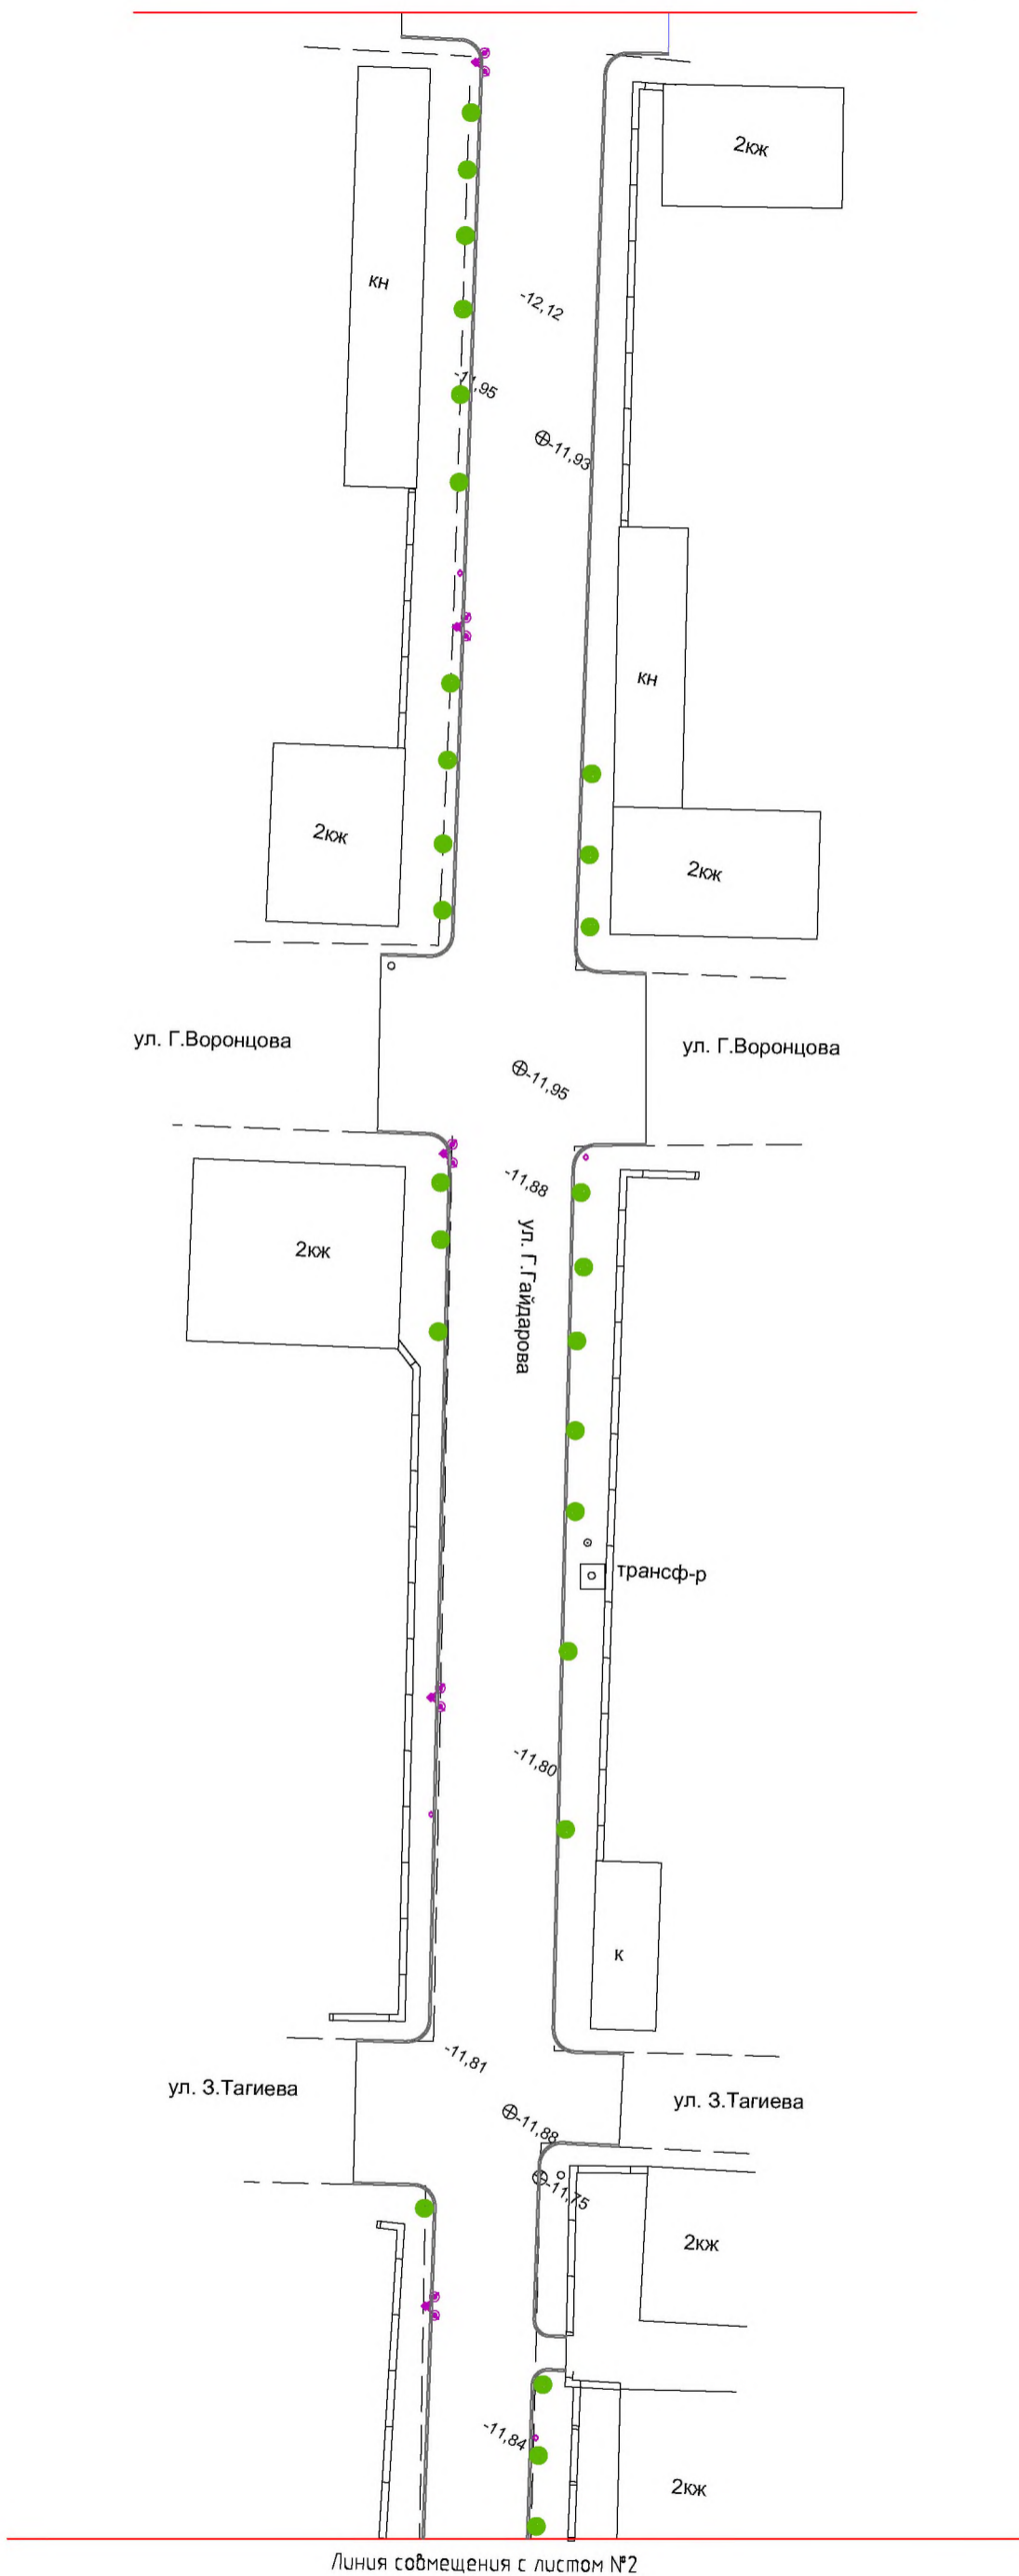 2кж
кн
-12,12
-11,95
-11,93
кн
2кж
2кж
ул. Г.Воронцова
ул. Г.Воронцова
-11,95
-11,88
2кж
ул. Г.Гайдарова
трансф-р
-11,80
к
-11,81
ул. З.Тагиева
ул. З.Тагиева
-11,88
-11,75
2кж
-11,84
2кж
Линия совмещения с листом №2